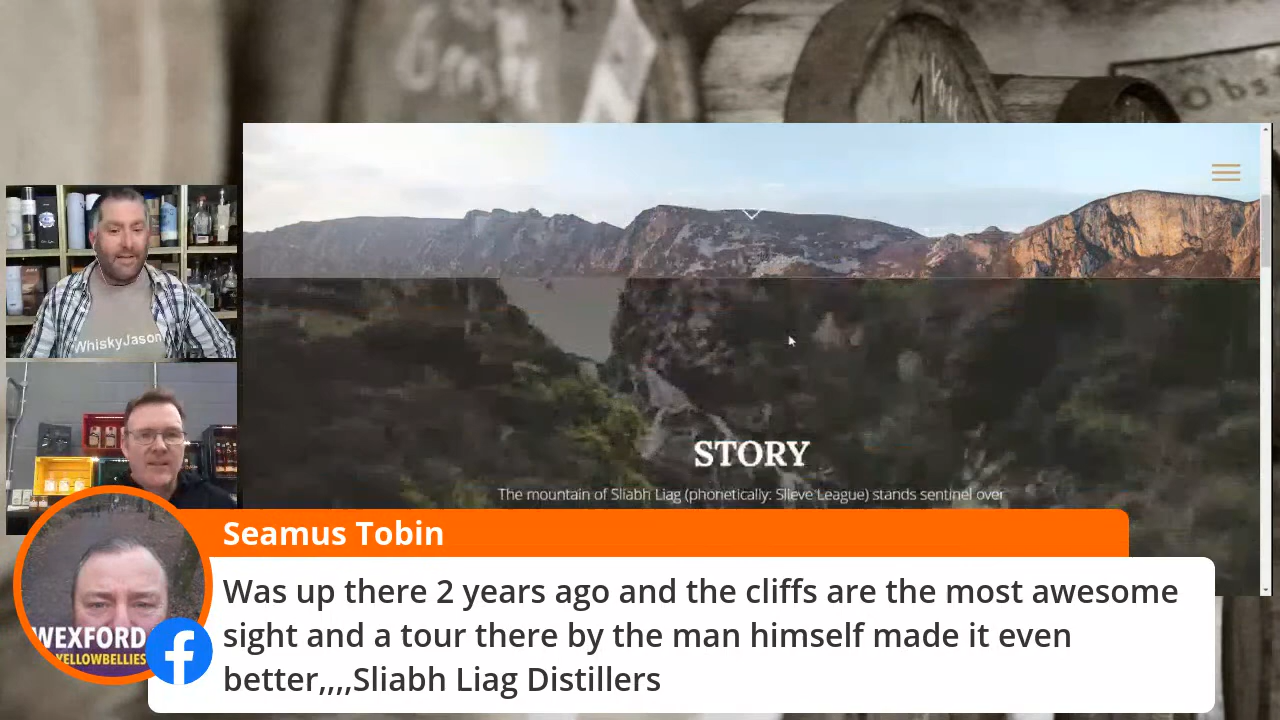 WhiskyJason
STORY
The mountain of Sliabh Liag (phonetically: Slieve League) stands sentinel over
Seamus Tobin
Was up there 2 years ago and the cliffs are the most awesome
sight and a tour there by the man himself made it even
better,,,,Sliabh Liag Distillers
WEXFORD
YELLOWBELLIES